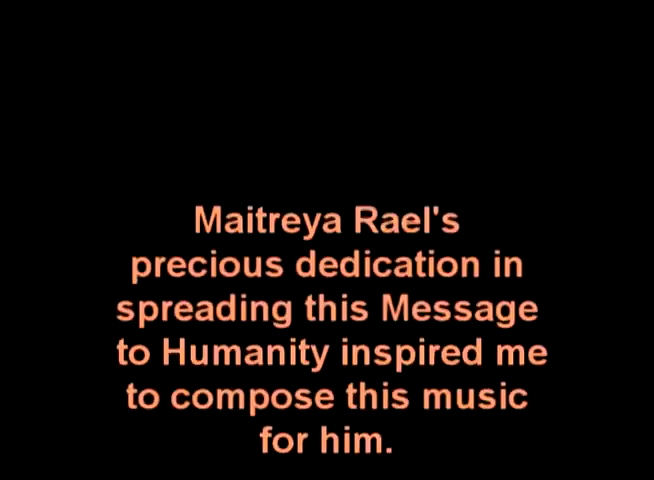 Maitreya Rael's
precious dedication in
spreading this Message
to Humanity inspired me
to compose this music
for him.